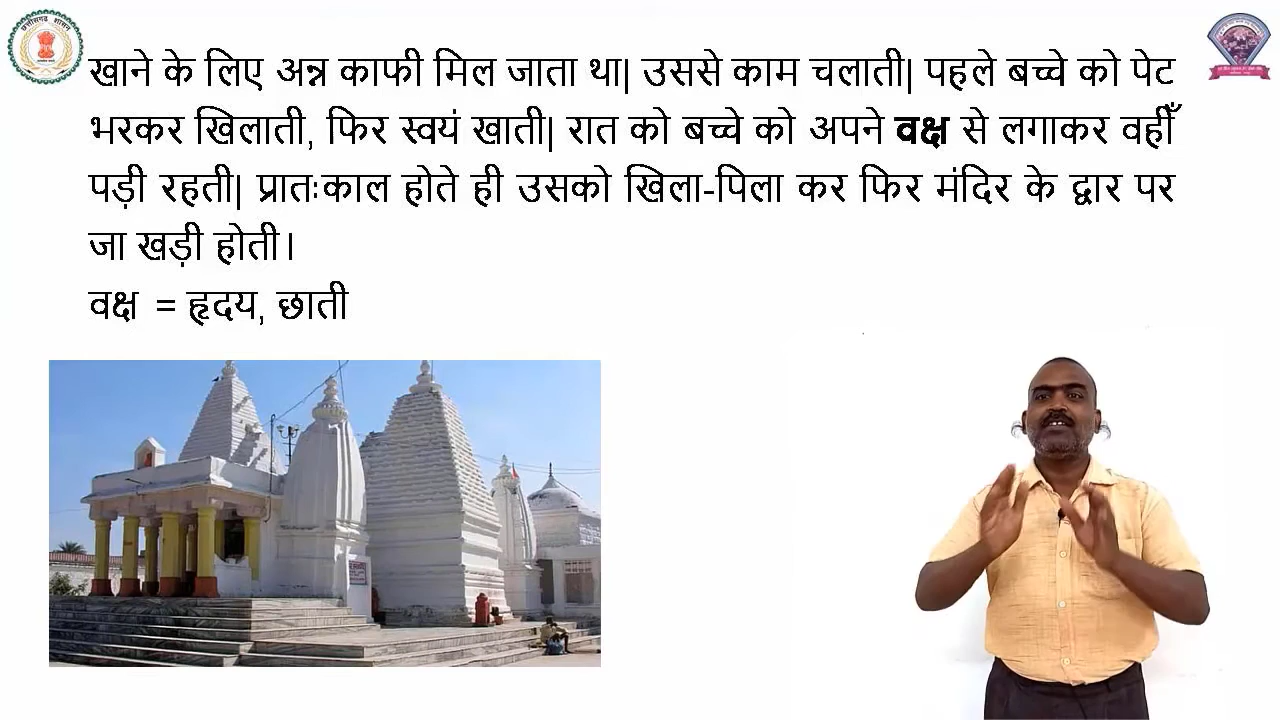 खाने के लिए अन्न काफी मिल जाता था| उससे काम चलाती| पहले बच्चे को पेट
भरकर खिलाती, फिर स्वयं खाती| रात को बच्चे को अपने वक्ष से लगाकर वहीँ
पड़ी रहती| प्रातःकाल होते ही उसको खिला-पिला कर फिर मंदिर के द्वार पर
जा खड़ी होती।
वक्ष = हृदय, छाती